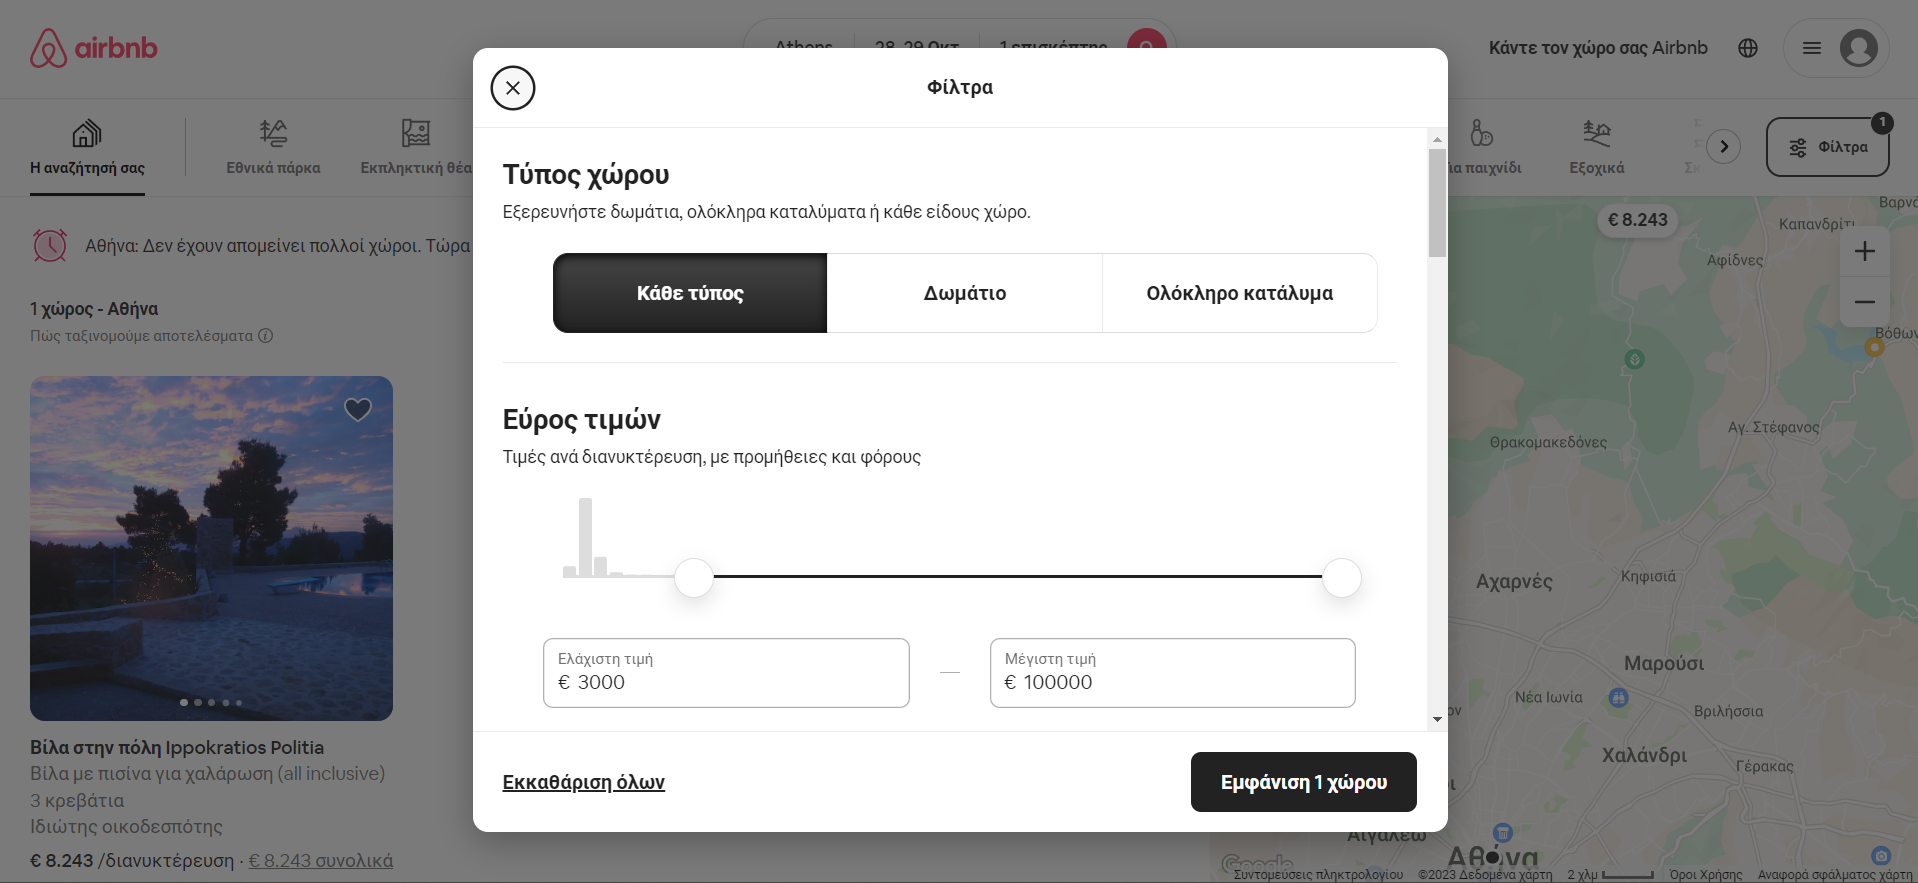 airbnb
Athens
28–29 Οκτ
1 επισκέπτης
Κάντε τον χώρο σας Airbnb
Η αναζήτησή σας
Εθνικά πάρκα
Εκπληκτική θέα
παιχνίδι
Εξοχικά
Φίλτρα
1
Αθήνα: Δεν έχουν απομείνει πολλοί χώροι. Τώρα
1 χώρος - Αθήνα
Πώς ταξινομούμε αποτελέσματα
Βίλα στην πόλη Ippokratios Politia
Βίλα με πισίνα για χαλάρωση (all inclusive)
3 κρεβάτια
Ιδιώτης οικοδεσπότης
€ 8.243 /διανυκτέρευση · € 8.243 συνολικά
Φίλτρα
Τύπος χώρου
Εξερευνήστε δωμάτια, ολόκληρα καταλύματα ή κάθε είδους χώρο.
Κάθε τύπος
Δωμάτιο
Ολόκληρο κατάλυμα
Εύρος τιμών
Τιμές ανά διανυκτέρευση, με προμήθειες και φόρους
Ελάχιστη τιμή
€ 3000
—
Μέγιστη τιμή
€ 100000
Εκκαθάριση όλων
Εμφάνιση 1 χώρου
€ 8.243
Καπανδρίτι
Αφίδνες
Αγ. Στέφανος
Θρακομακεδόνες
Αχαρνές
Κηφισιά
Μαρούσι
Νέα Ιωνία
Βριλήσσια
Χαλάνδρι
Γέρακας
Αιγάλεω
Αθήνα
Google
Συντομεύσεις πληκτρολογίου
©2023 Δεδομένα χάρτη
2 χλμ
Όροι Χρήσης
Αναφορά σφάλματος χάρτη